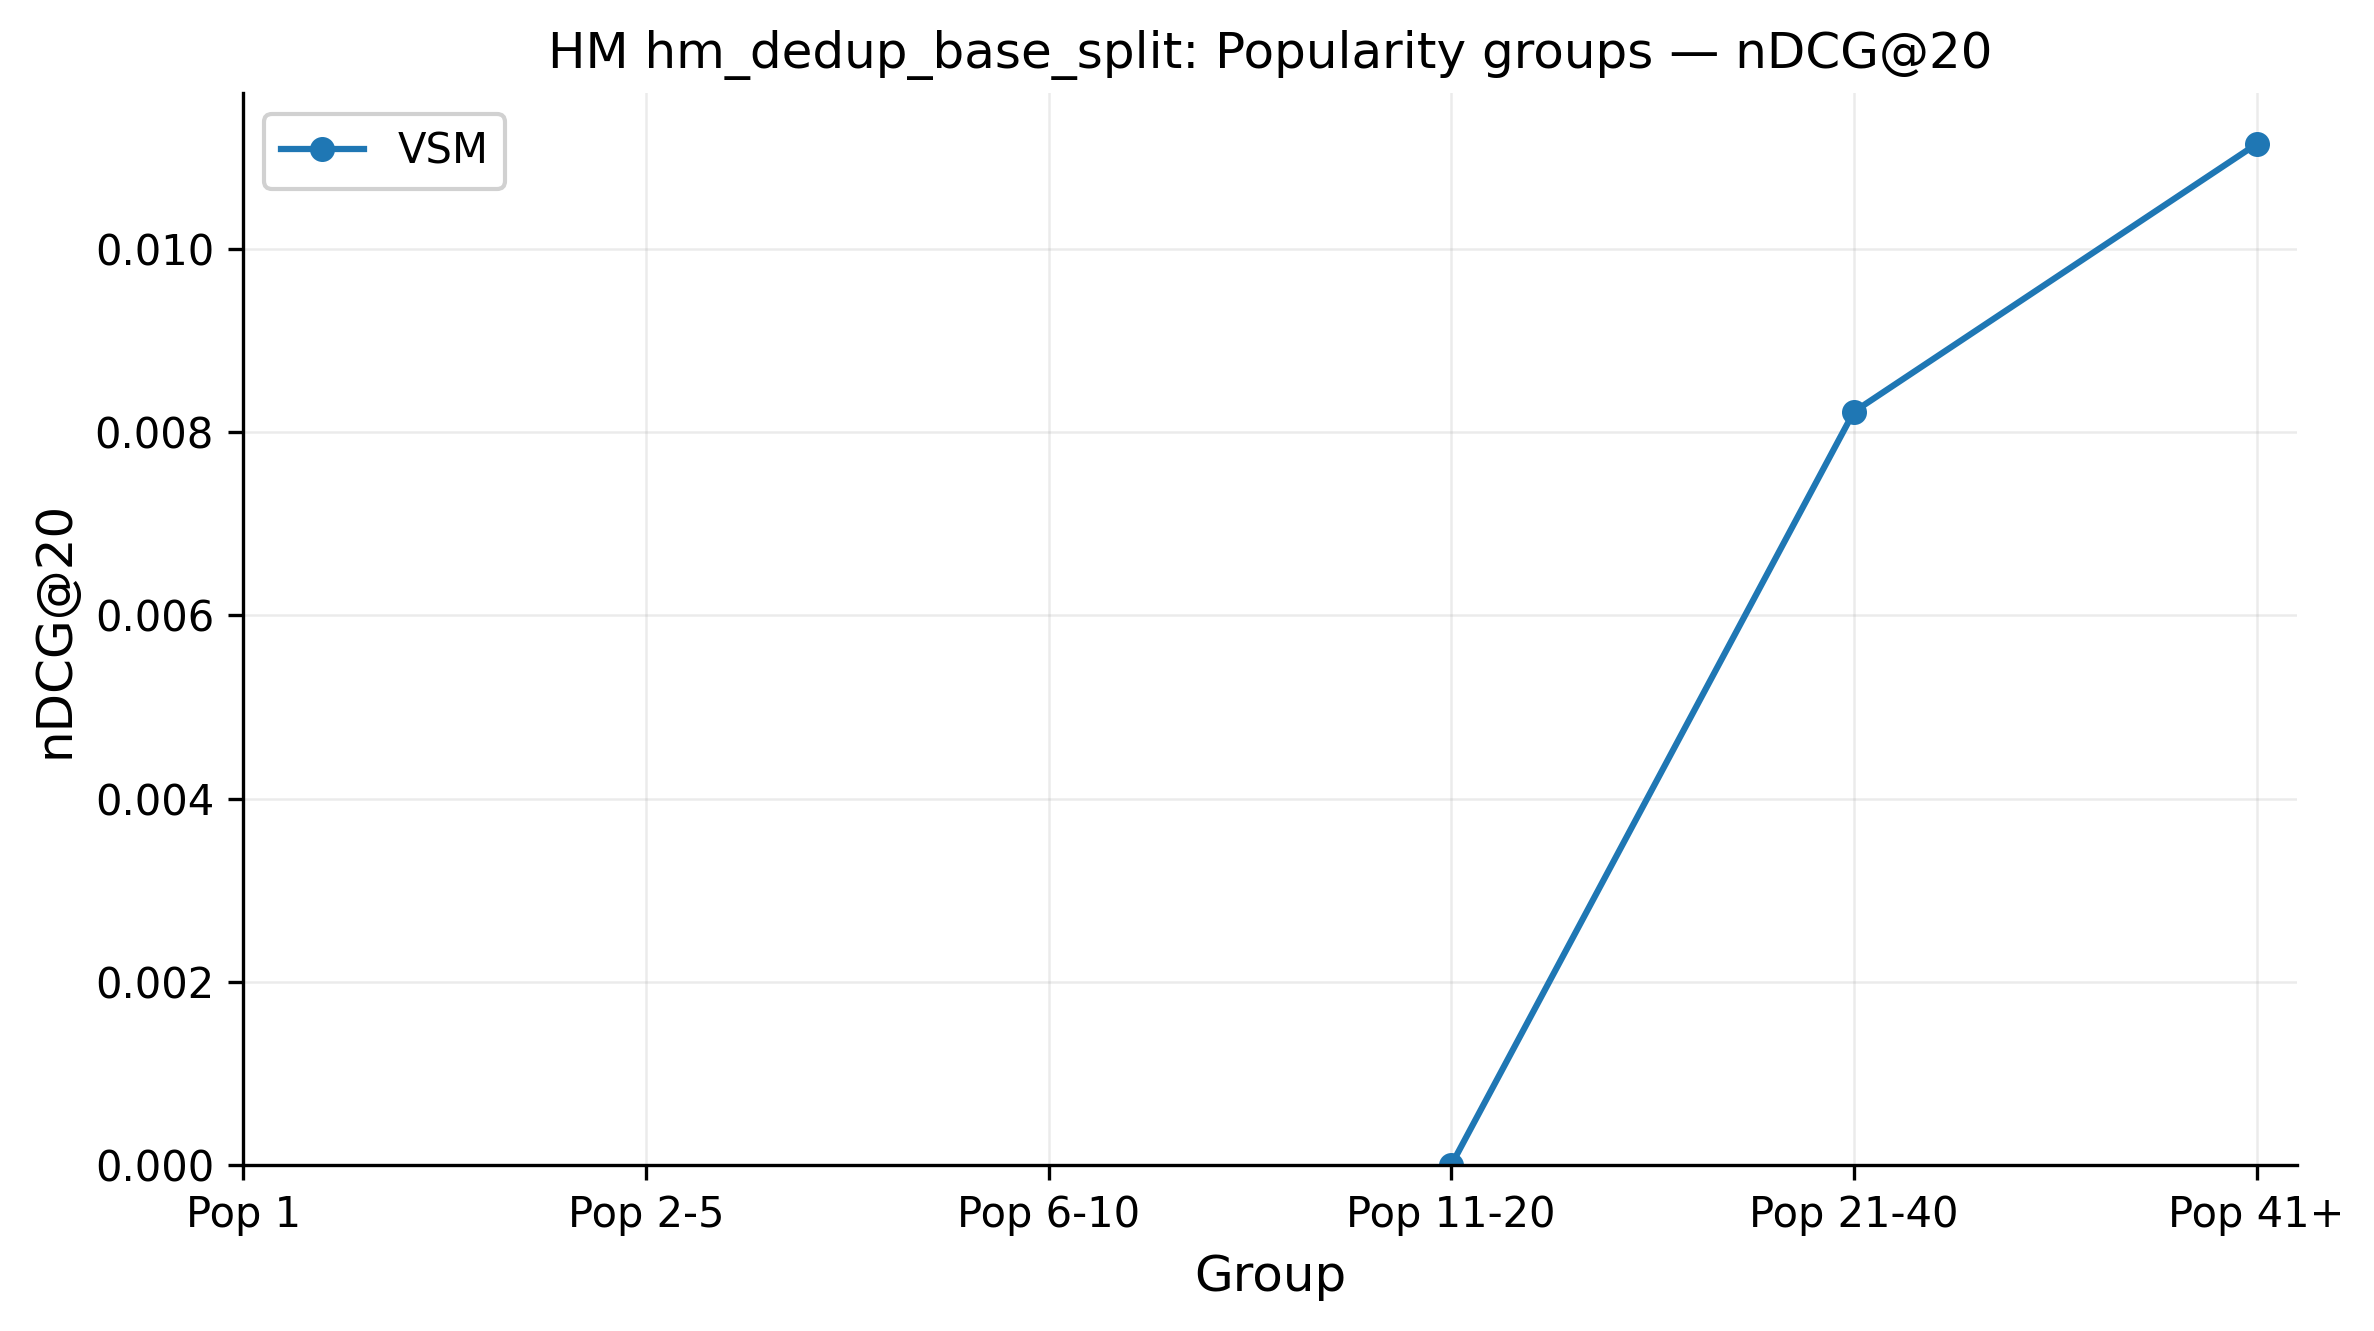 HM hm_dedup_base_split: Popularity groups — nDCG@20
VSM
nDCG@20
0.010
0.008
0.006
0.004
0.002
0.000
Pop 1 Pop 2-5 Pop 6-10 Pop 11-20 Pop 21-40 Pop 41+
Group